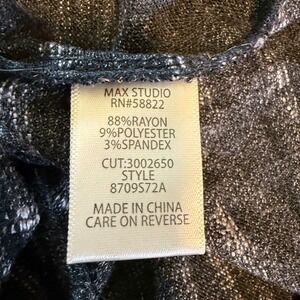 MAX STUDIO
RN#58822
88%RAYON
9%POLYESTER
3%SPANDEX
CUT:3002650
STYLE
8709S72A
MADE IN CHINA
CARE ON REVERSE